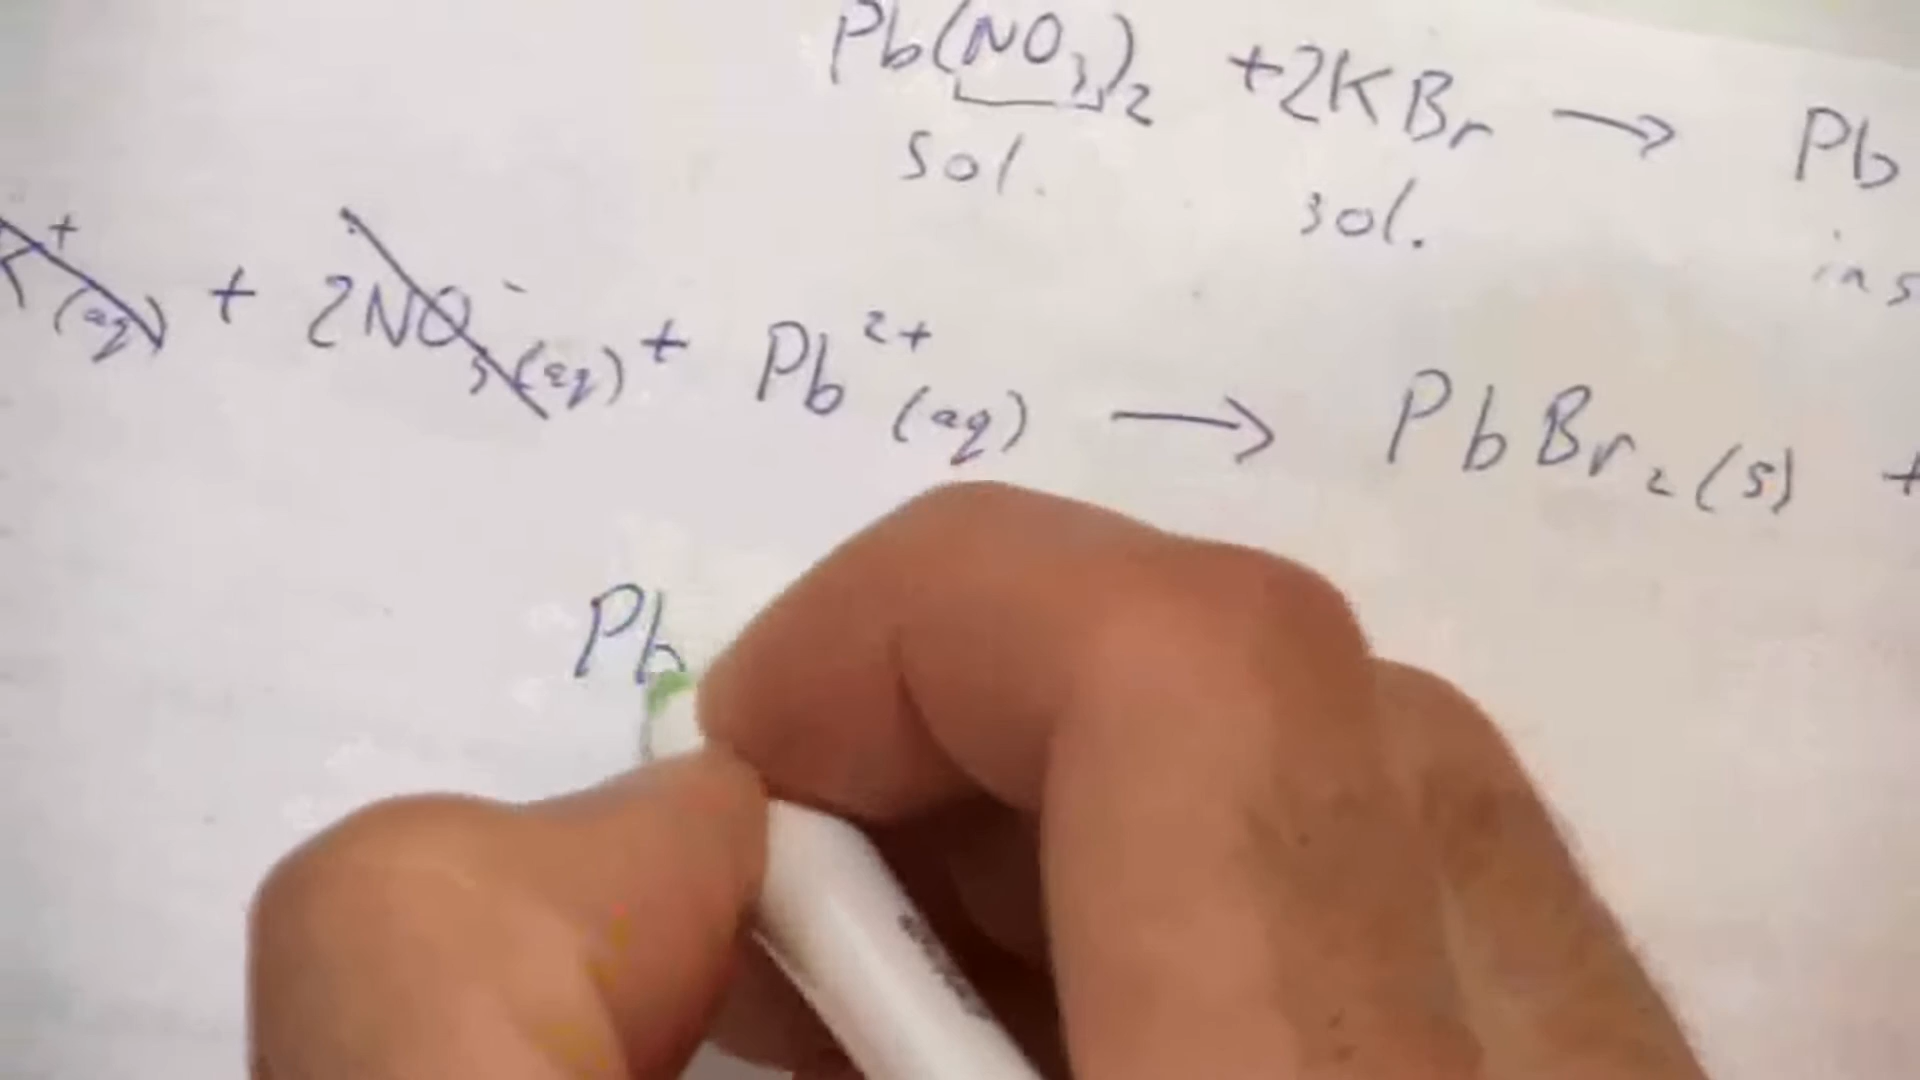 Pb(NO₃)₂ + 2KBr → Pb
sol. sol. ins
K⁺(aq) + 2NO₃⁻(aq) + Pb²⁺(aq) → PbBr₂(s) +
Pb